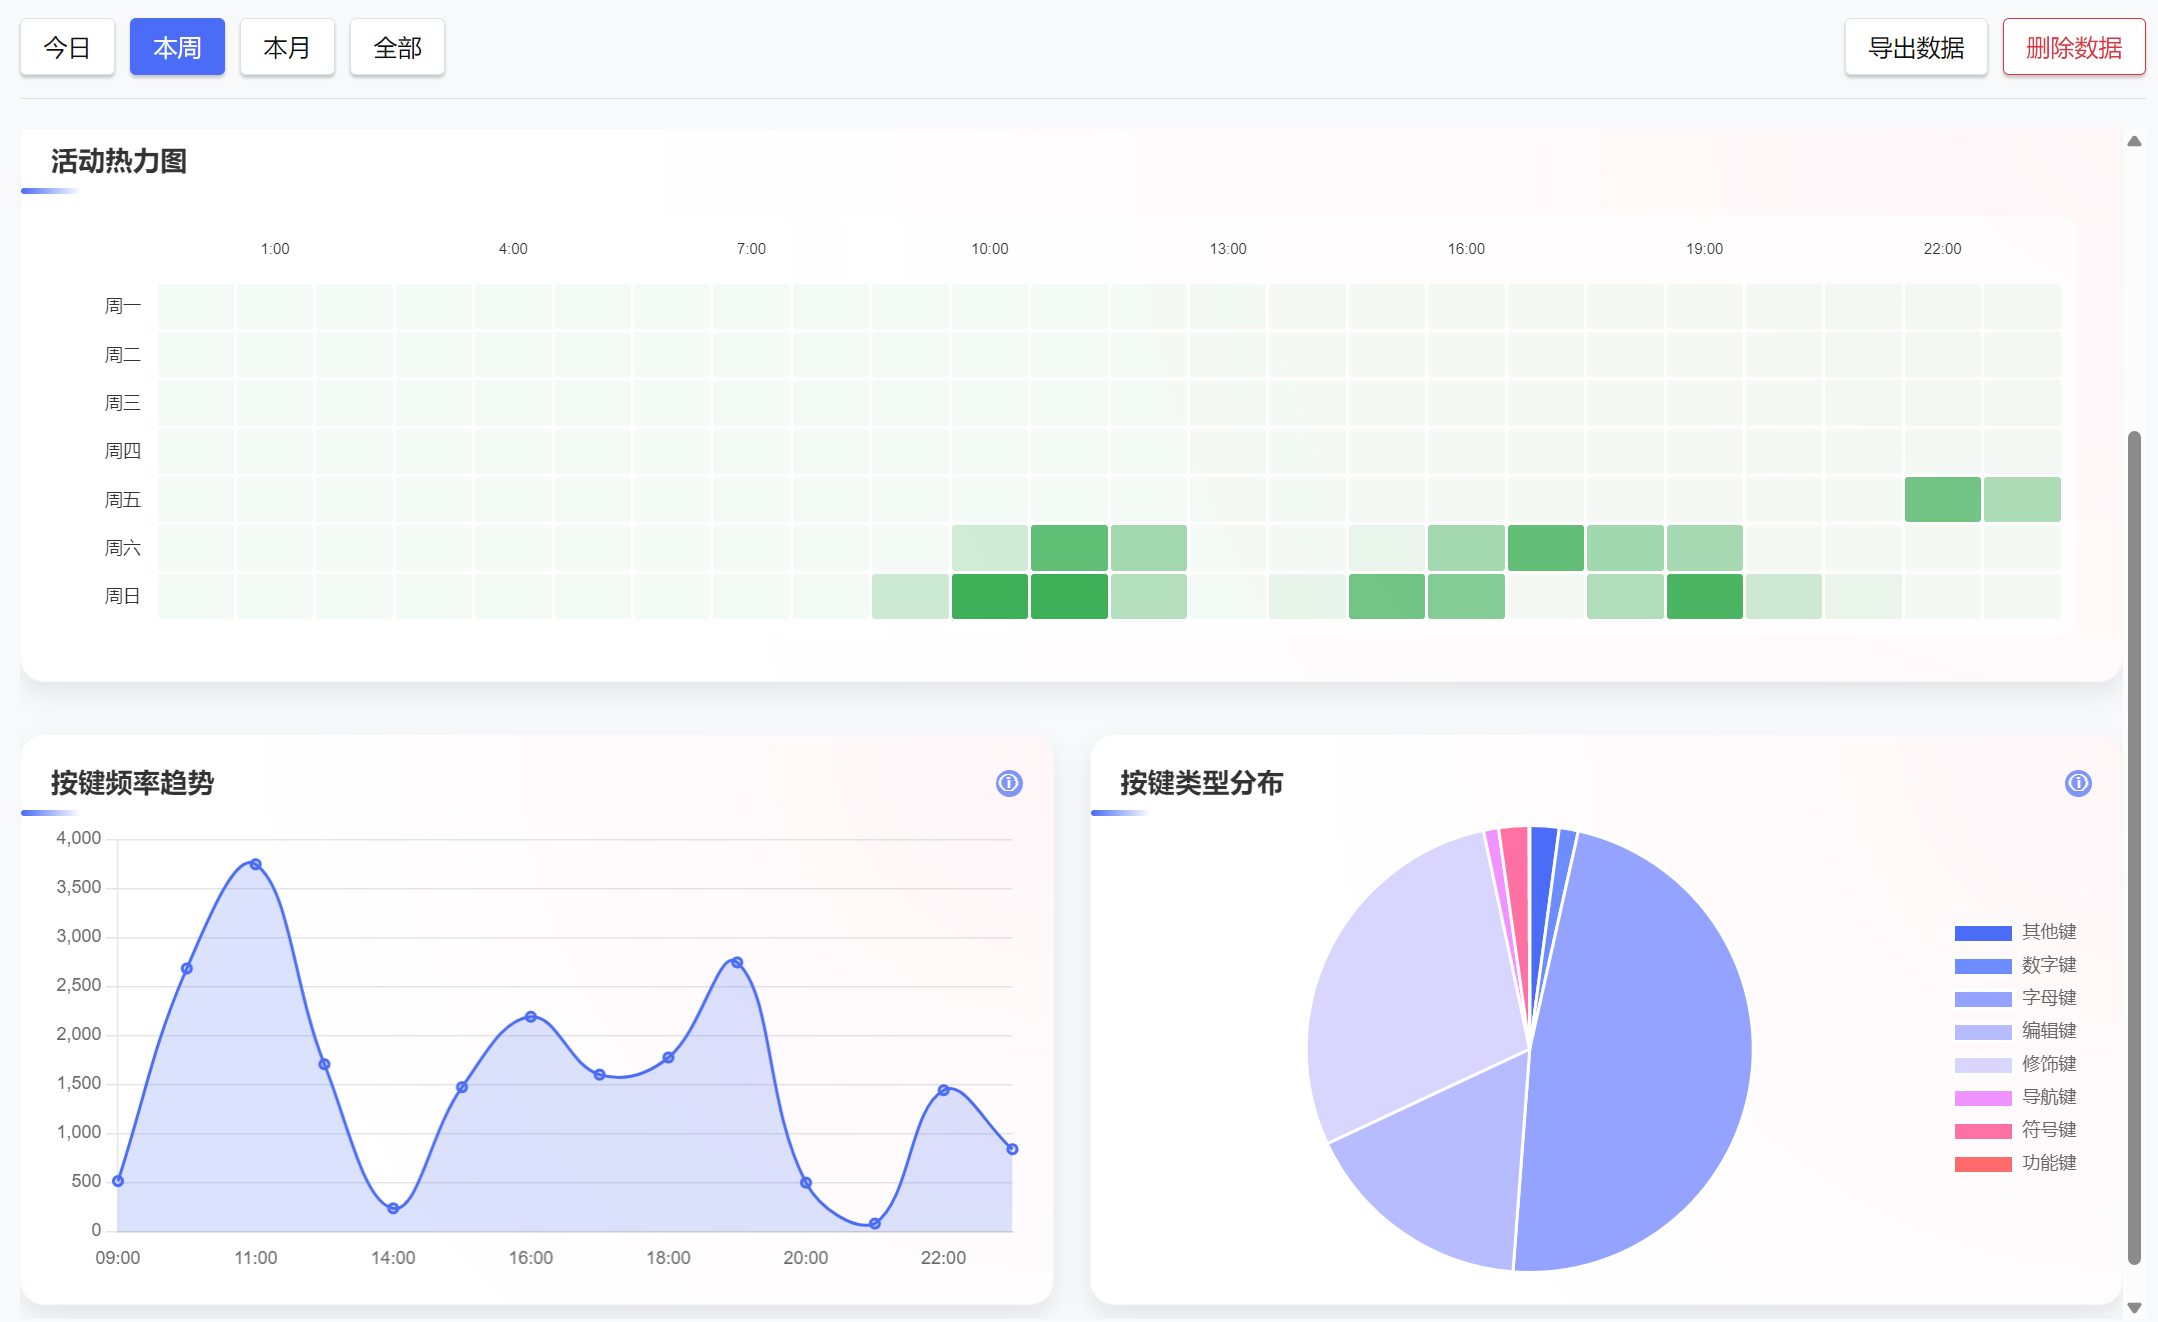 今日 本周 本月 全部 导出数据 删除数据
活动热力图
1:00 4:00 7:00 10:00 13:00 16:00 19:00 22:00
周一
周二
周三
周四
周五
周六
周日
按键频率趋势
4,000
3,500
3,000
2,500
2,000
1,500
1,000
500
0
09:00 11:00 14:00 16:00 18:00 20:00 22:00
按键类型分布
其他键
数字键
字母键
编辑键
修饰键
导航键
符号键
功能键